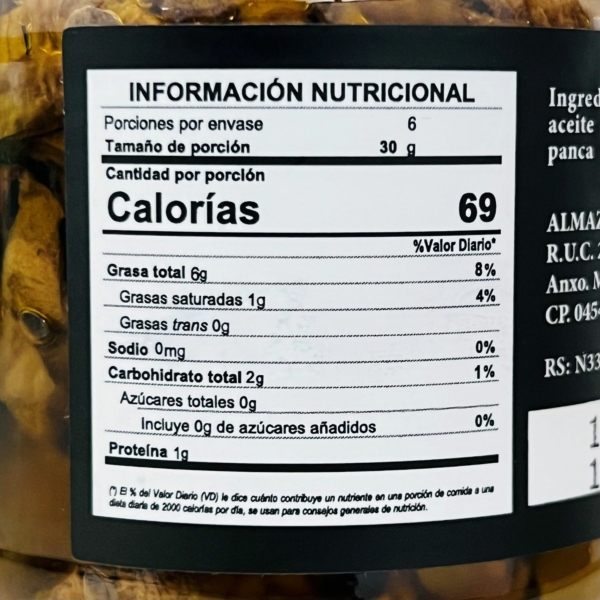 INFORMACIÓN NUTRICIONAL
Porciones por envase 6
Tamaño de porción 30 g
Cantidad por porción
Calorías 69
%Valor Diario*
Grasa total 6g 8%
Grasas saturadas 1g 4%
Grasas trans 0g
Sodio 0mg 0%
Carbohidrato total 2g 1%
Azúcares totales 0g
Incluye 0g de azúcares añadidos 0%
Proteína 1g
(*) El % del Valor Diario (VD) le dice cuánto contribuye un nutriente en una porción de comida a una
dieta diaria de 2000 calorías por día, se usan para consejos generales de nutrición.
Ingred
aceite
panca
ALMAZ
R.U.C.
Anxo.
CP. 045
RS: N33